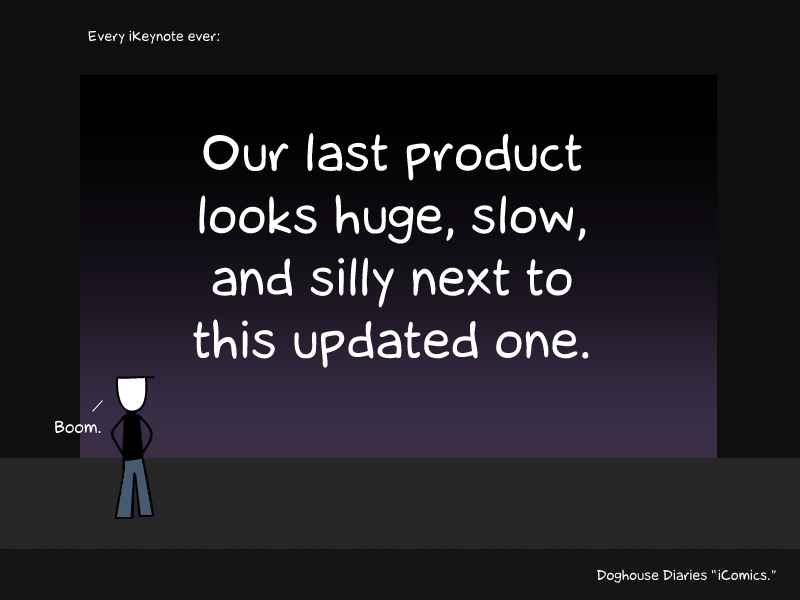 Every iKeynote ever:
Our last product
looks huge, slow,
and silly next to
this updated one.
Boom.
Doghouse Diaries "iComics."